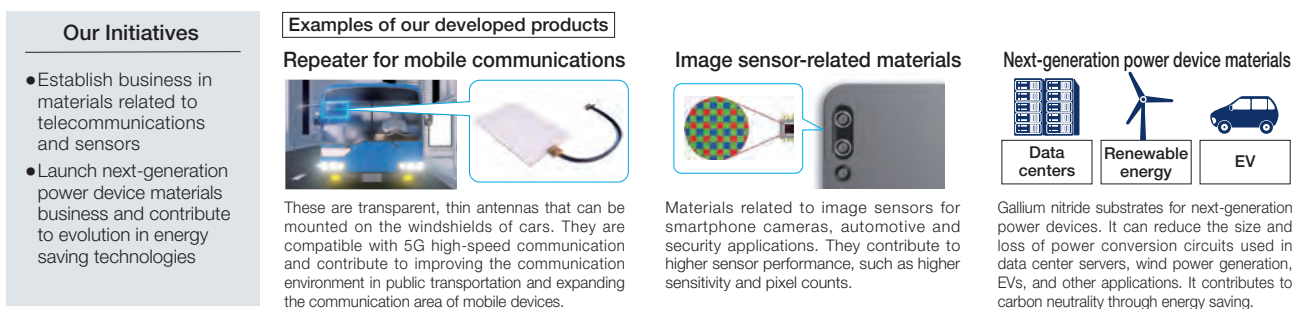 Our Initiatives
●Establish business in
materials related to
telecommunications
and sensors
●Launch next-generation
power device materials
business and contribute
to evolution in energy
saving technologies
Examples of our developed products
Repeater for mobile communications
These are transparent, thin antennas that can be
mounted on the windshields of cars. They are
compatible with 5G high-speed communication
and contribute to improving the communication
environment in public transportation and expanding
the communication area of mobile devices.
Image sensor-related materials
Materials related to image sensors for
smartphone cameras, automotive and
security applications. They contribute to
higher sensor performance, such as higher
sensitivity and pixel counts.
Next-generation power device materials
Data
centers
Renewable
energy
EV
Gallium nitride substrates for next-generation
power devices. It can reduce the size and
loss of power conversion circuits used in
data center servers, wind power generation,
EVs, and other applications. It contributes to
carbon neutrality through energy saving.